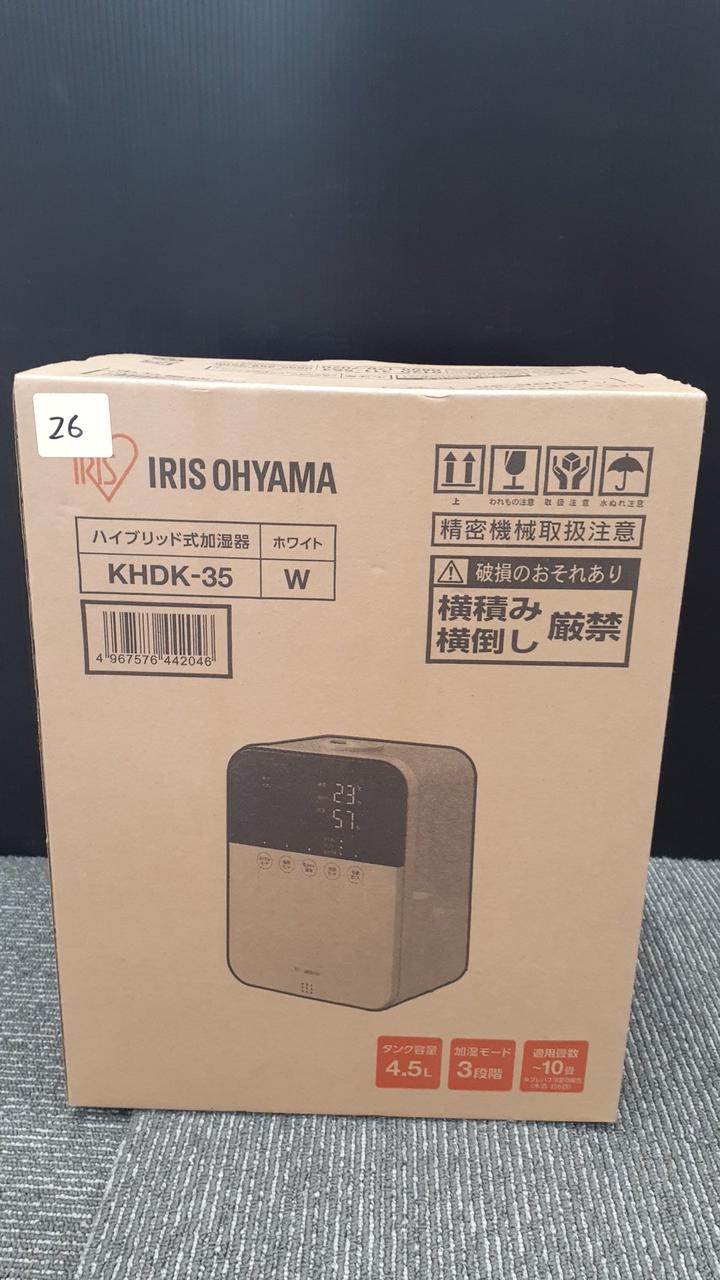 26
IRIS
IRIS OHYAMA
ハイブリッド式加湿器
ホワイト
KHDK-35
W
4 967576 442046
上
われもの注意
取扱注意
水ぬれ注意
精密機械取扱注意
破損のおそれあり
横積み
横倒し
厳禁
23
57
タンク容量
4.5L
加湿モード
3段階
適用畳数
~10畳